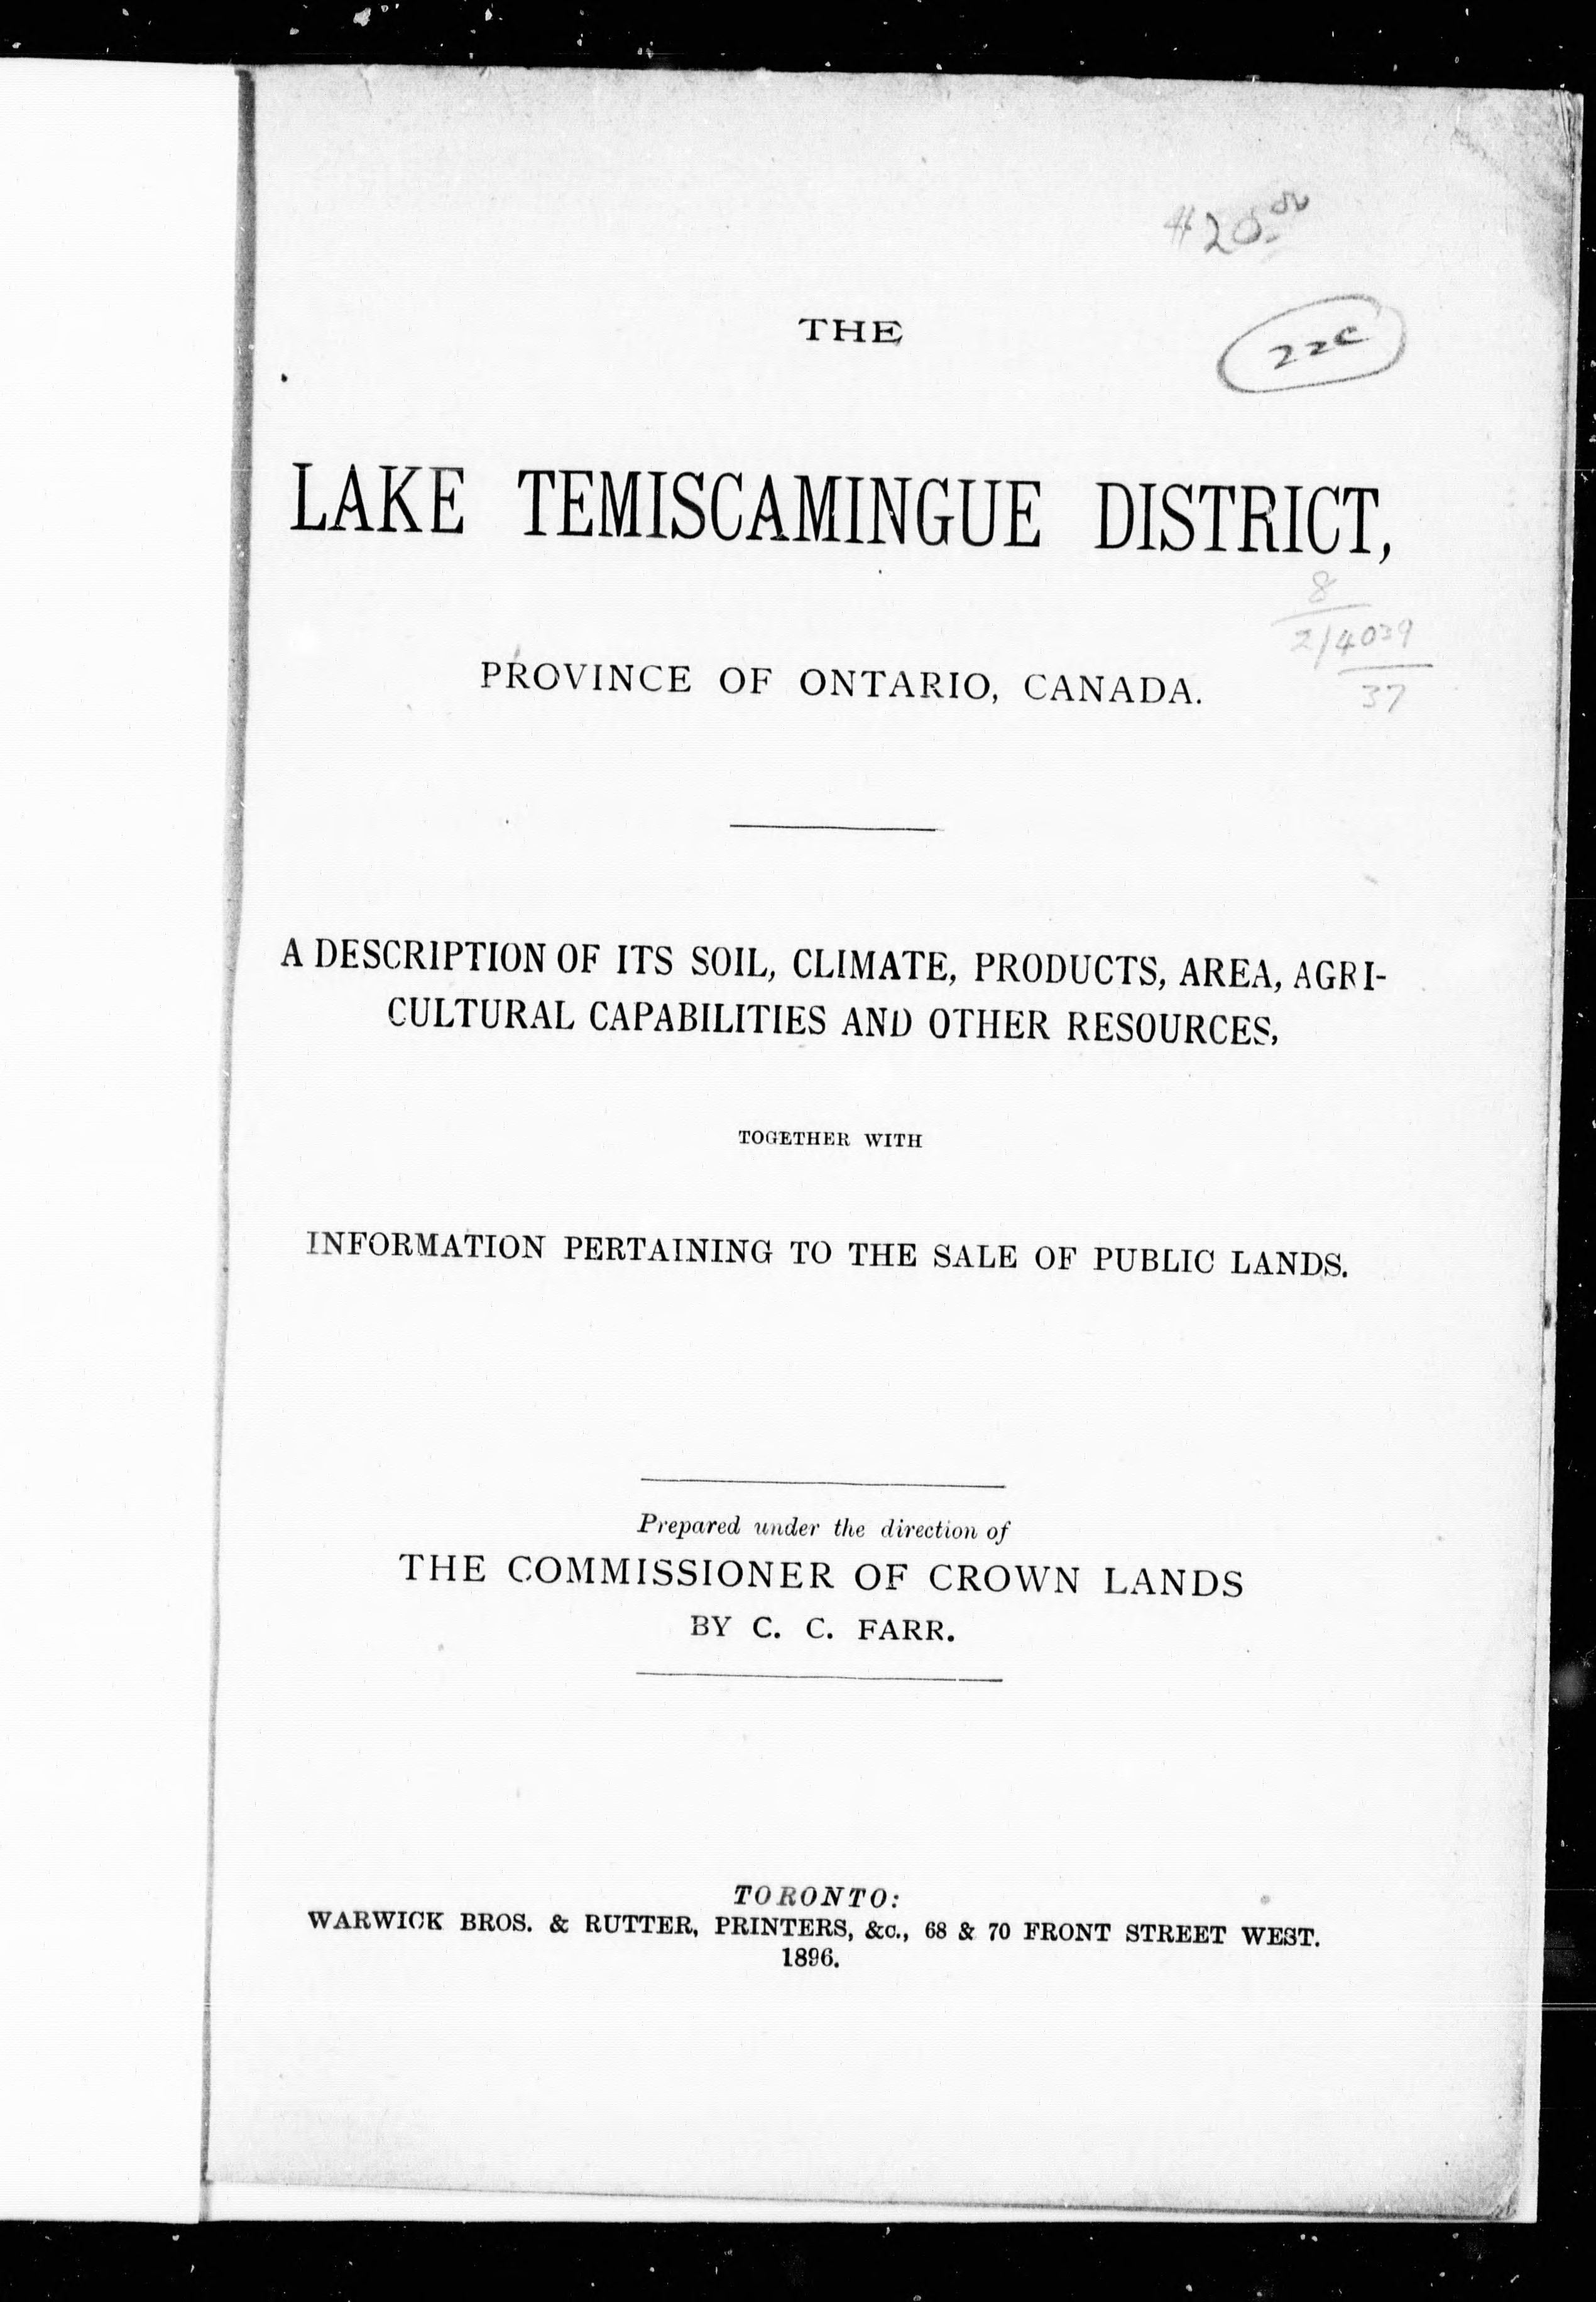 THE
22c
LAKE TEMISCAMINGUE DISTRICT,
8
2/4039
37
PROVINCE OF ONTARIO, CANADA.
A DESCRIPTION OF ITS SOIL, CLIMATE, PRODUCTS, AREA, AGRI-
CULTURAL CAPABILITIES AND OTHER RESOURCES,
TOGETHER WITH
INFORMATION PERTAINING TO THE SALE OF PUBLIC LANDS.
Prepared under the direction of
THE COMMISSIONER OF CROWN LANDS
BY C. C. FARR.
TORONTO:
WARWICK BROS. & RUTTER, PRINTERS, &c., 68 & 70 FRONT STREET WEST.
1896.